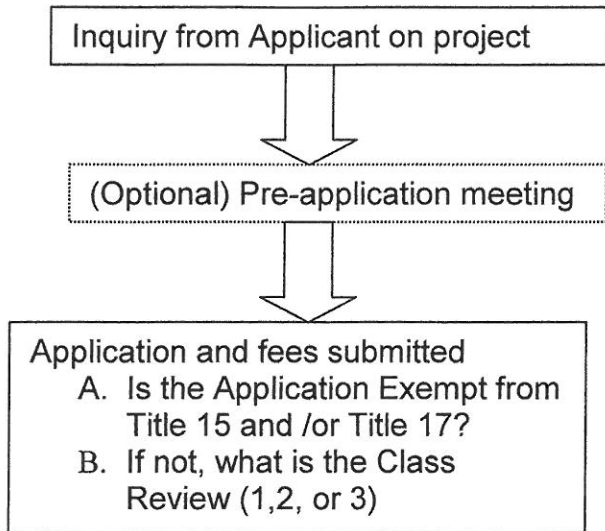 Inquiry from Applicant on project
(Optional) Pre-application meeting
Application and fees submitted
A. Is the Application Exempt from
Title 15 and /or Title 17?
B. If not, what is the Class
Review (1,2, or 3)